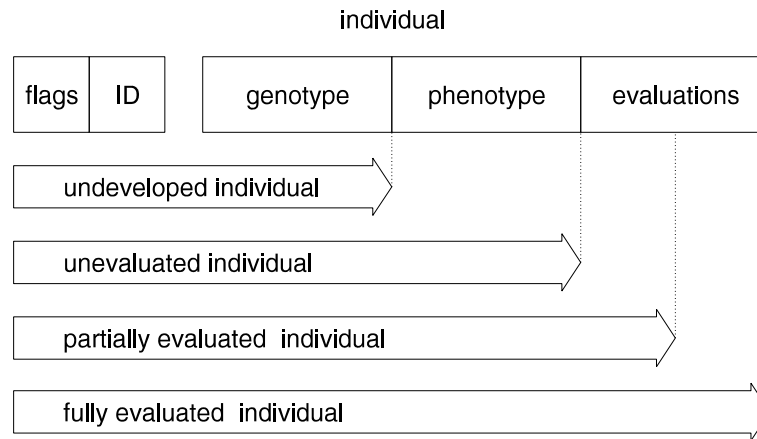 individual
flags ID genotype phenotype evaluations
undeveloped individual
unevaluated individual
partially evaluated individual
fully evaluated individual